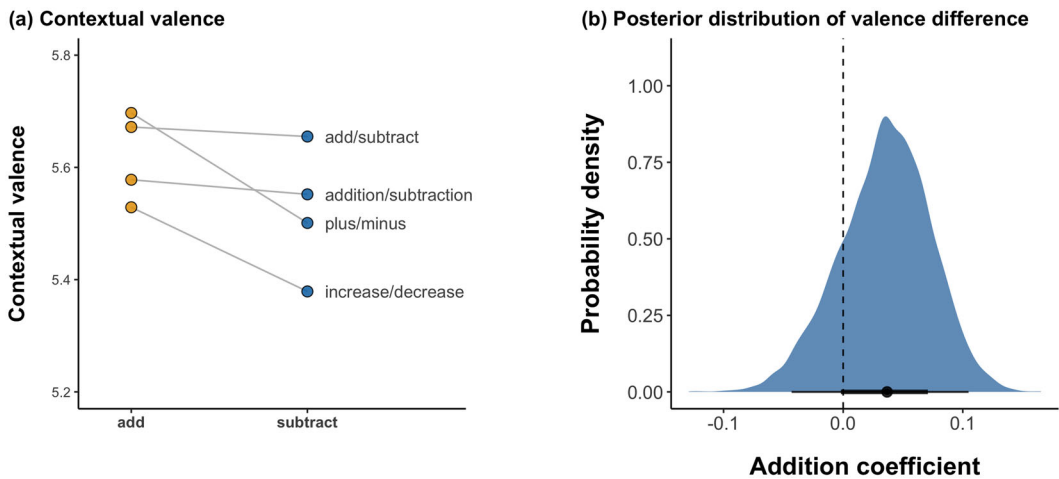 (a) Contextual valence
Contextual valence
5.8
5.6
5.4
5.2
add/subtract
addition/subtraction
plus/minus
increase/decrease
add
subtract
(b) Posterior distribution of valence difference
Probability density
1.00
0.75
0.50
0.25
0.00
-0.1
0.0
0.1
Addition coefficient